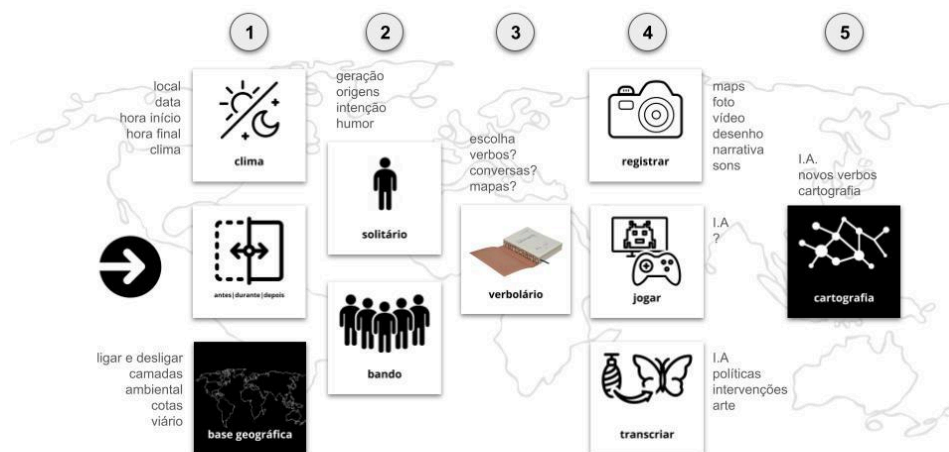 1
2
3
4
5
local
data
hora início
hora final
clima
clima
antes|durante|depois
ligar e desligar
camadas
ambiental
cotas
viário
base geográfica
geração
origens
intenção
humor
solitário
bando
escolha
verbos?
conversas?
mapas?
verbolário
registrar
maps
foto
vídeo
desenho
narrativa
sons
jogar
I.A
?
transcriar
I.A
políticas
intervenções
arte
I.A.
novos verbos
cartografia
cartografia